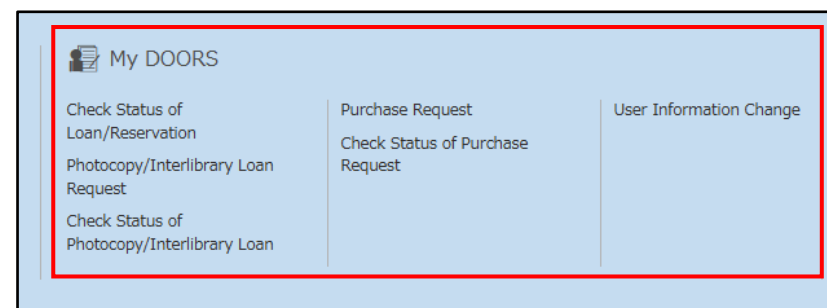 My DOORS
Check Status of
Loan/Reservation
Photocopy/Interlibrary Loan
Request
Check Status of
Photocopy/Interlibrary Loan
Purchase Request
Check Status of Purchase
Request
User Information Change